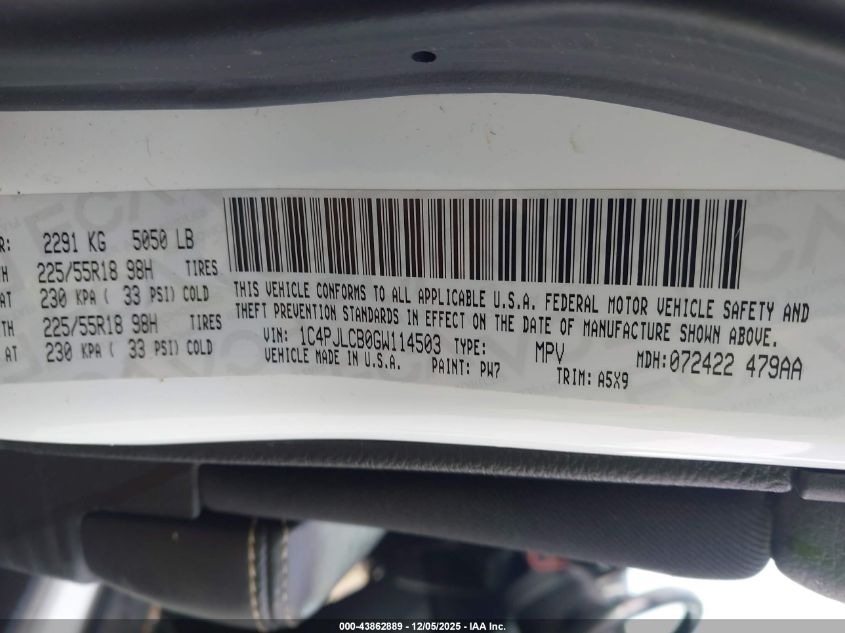 R: 2291 KG 5050 LB
TH 225/55R18 98H TIRES
AT 230 KPA ( 33 PSI) COLD
TH 225/55R18 98H TIRES
AT 230 KPA ( 33 PSI) COLD
THIS VEHICLE CONFORMS TO ALL APPLICABLE U.S.A. FEDERAL MOTOR VEHICLE SAFETY AND
THEFT PREVENTION STANDARDS IN EFFECT ON THE DATE OF MANUFACTURE SHOWN ABOVE.
VIN: 1C4PJLCB0GW114503 TYPE: MPV MDH:072422 479AA
VEHICLE MADE IN U.S.A. PAINT: PW7 TRIM: A5X9
000-43862889 - 12/05/2025 - IAA Inc.